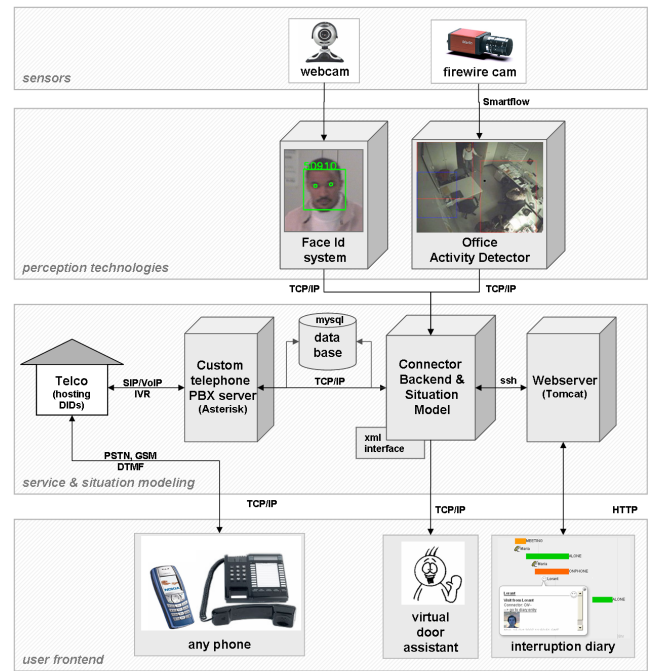 webcam
firewire cam
sensors
Smartflow
Face Id
system
Office
Activity Detector
perception technologies
TCP/IP
TCP/IP
mysql
data
base
Telco
(hosting
DIDs)
SIP/VoIP
IVR
Custom
telephone
PBX server
(Asterisk)
TCP/IP
Connector
Backend &
Situation
Model
ssh
Webserver
(Tomcat)
xml
interface
PSTN, GSM
DTMF
service & situation modeling
TCP/IP
TCP/IP
HTTP
NOKIA
any phone
virtual
door
assistant
MEETING
ALONE
ONPHONE
ALONE
interruption diary
user frontend